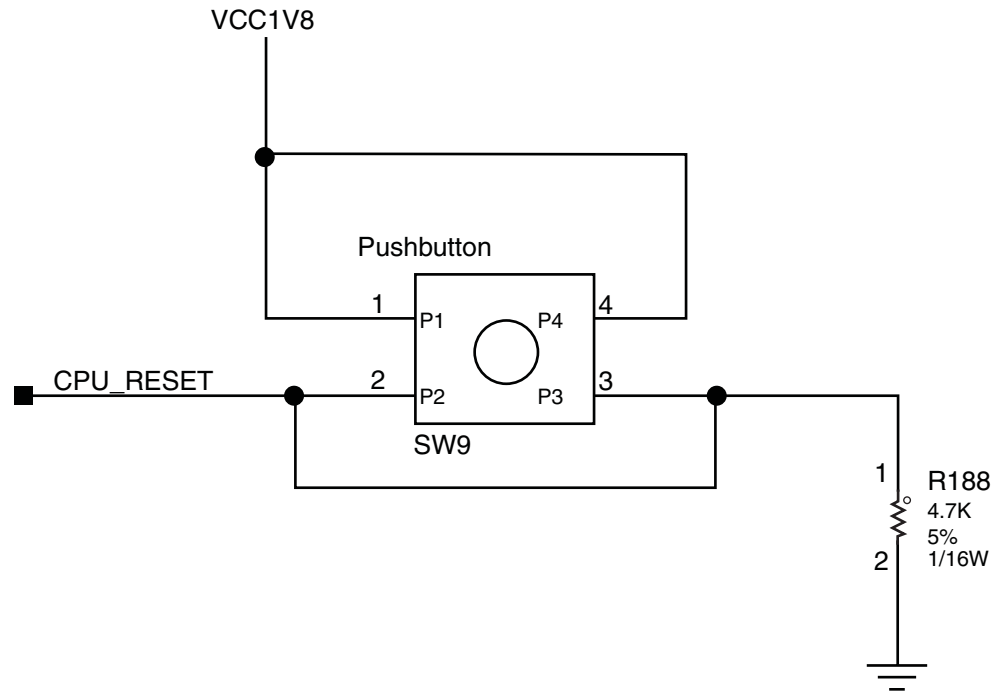 VCC1V8
Pushbutton
1
4
P1
P4
CPU_RESET
2
3
P2
P3
SW9
1
R188
4.7K
5%
2
1/16W